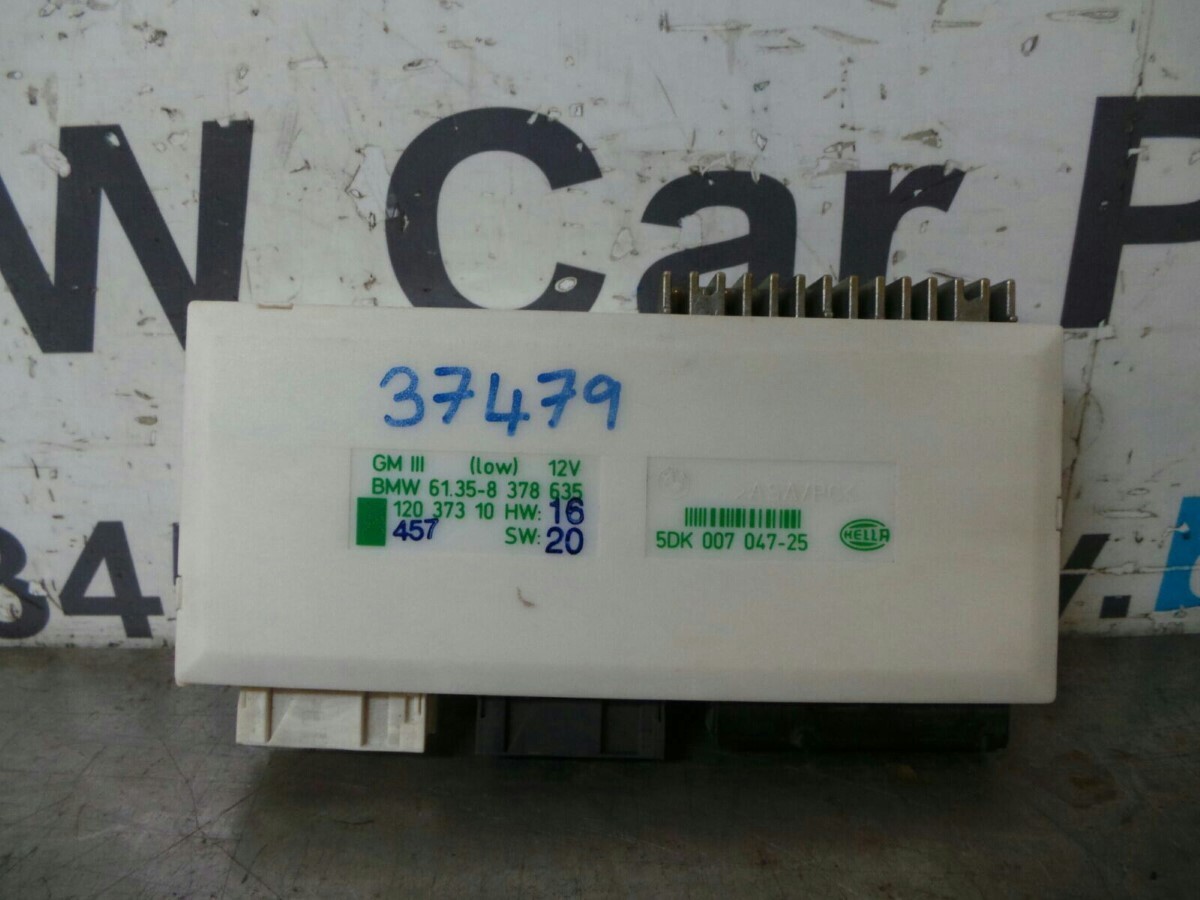 W Car P
84
37479
GM III (low) 12V
BMW 61.35-8 378 635
120 373 10 HW: 16
457 SW: 20
5DK 007 047-25
HELLA